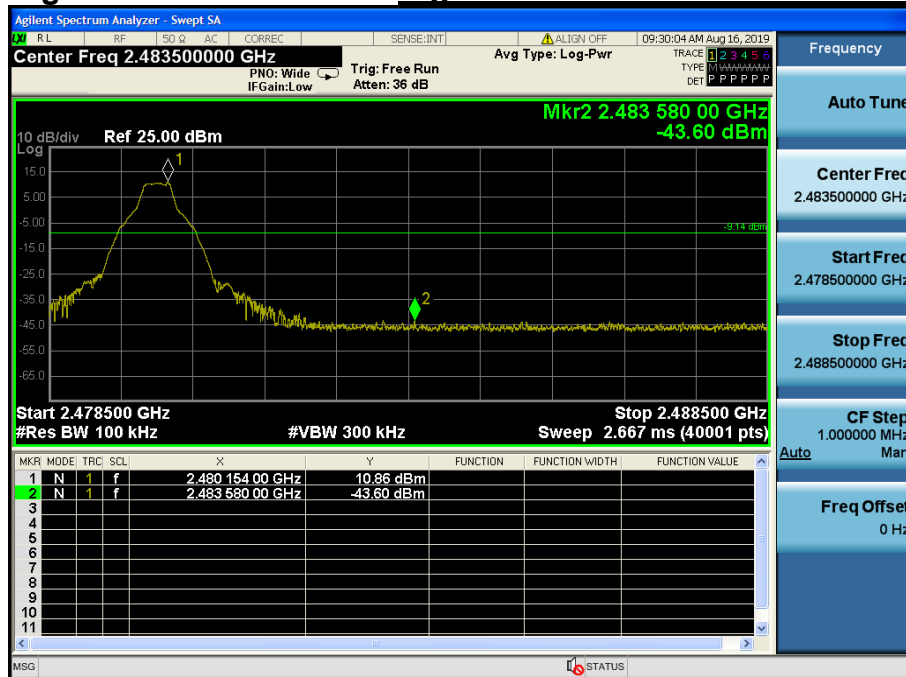 Agilent Spectrum Analyzer - Swept SA
LXI RL RF 50 Ω AC CORREC SENSE:INT ALIGN OFF 09:30:04 AM Aug 16, 2019
Center Freq 2.483500000 GHz
PNO: Wide
IFGain:Low
Trig: Free Run
Atten: 36 dB
Avg Type: Log-Pwr
TRACE 1 2 3 4 5 6
TYPE M
DET P P P P P P
Mkr2 2.483 580 00 GHz
-43.60 dBm
10 dB/div Ref 25.00 dBm
Log
15.0
5.00
-5.00
-15.0
-25.0
-35.0
-45.0
-55.0
-65.0
1
-9.14 dBm
2
Start 2.478500 GHz Stop 2.488500 GHz
#Res BW 100 kHz #VBW 300 kHz Sweep 2.667 ms (40001 pts)
MKR MODE TRC SCL X Y FUNCTION FUNCTION WIDTH FUNCTION VALUE
1 N 1 f 2.480 154 00 GHz 10.86 dBm
2 N 1 f 2.483 580 00 GHz -43.60 dBm
3
4
5
6
7
8
9
10
11
MSG STATUS
Frequency
Auto Tune
Center Freq
2.483500000 GHz
Start Freq
2.478500000 GHz
Stop Freq
2.488500000 GHz
CF Step
1.000000 MHz
Auto Man
Freq Offset
0 Hz